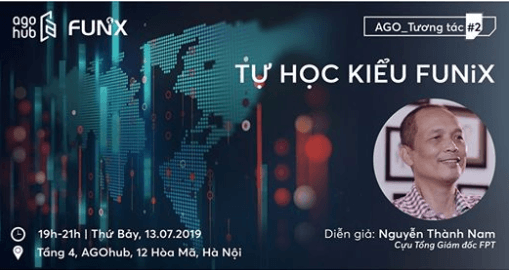 ago hub FUNiX
AGO_Tương tác #2
TỰ HỌC KIỂU FUNiX
19h-21h | Thứ Bảy, 13.07.2019
Diễn giả: Nguyễn Thành Nam
Tầng 4, AGOhub, 12 Hòa Mã, Hà Nội
Cựu Tổng Giám đốc FPT